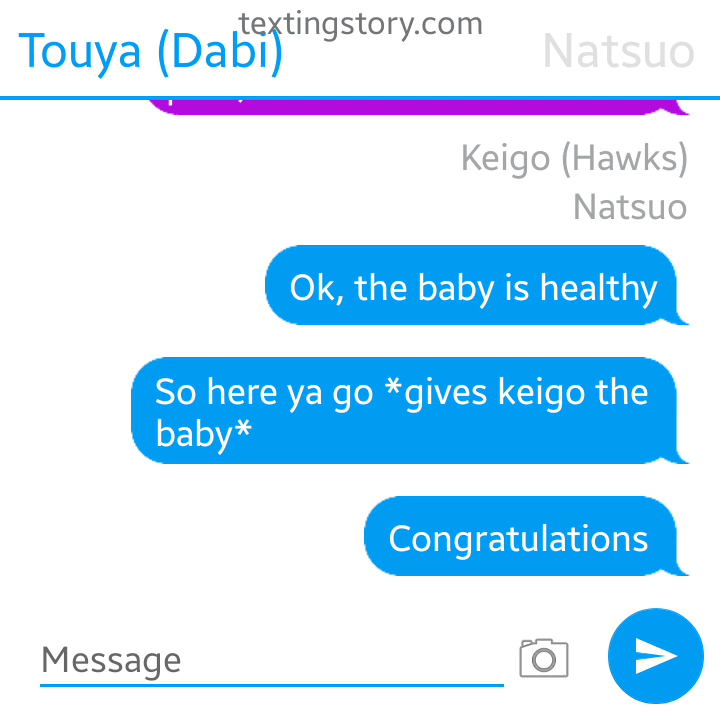 textingstory.com
Touya (Dabi)
Natsuo
Keigo (Hawks)
Natsuo
Ok, the baby is healthy
So here ya go *gives keigo the
baby*
Congratulations
Message